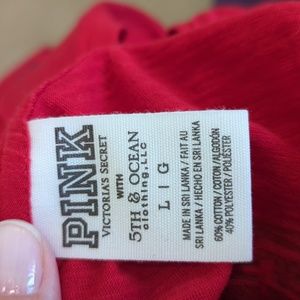 PINK
VICTORIA'S SECRET
WITH
5TH & OCEAN
clothing, LLC
L | G
MADE IN SRI LANKA / FAIT AU
SRI LANKA / HECHO EN SRI LANKA
60% COTTON / COTON / ALGODÓN
40% POLYESTER / POLIÉSTER